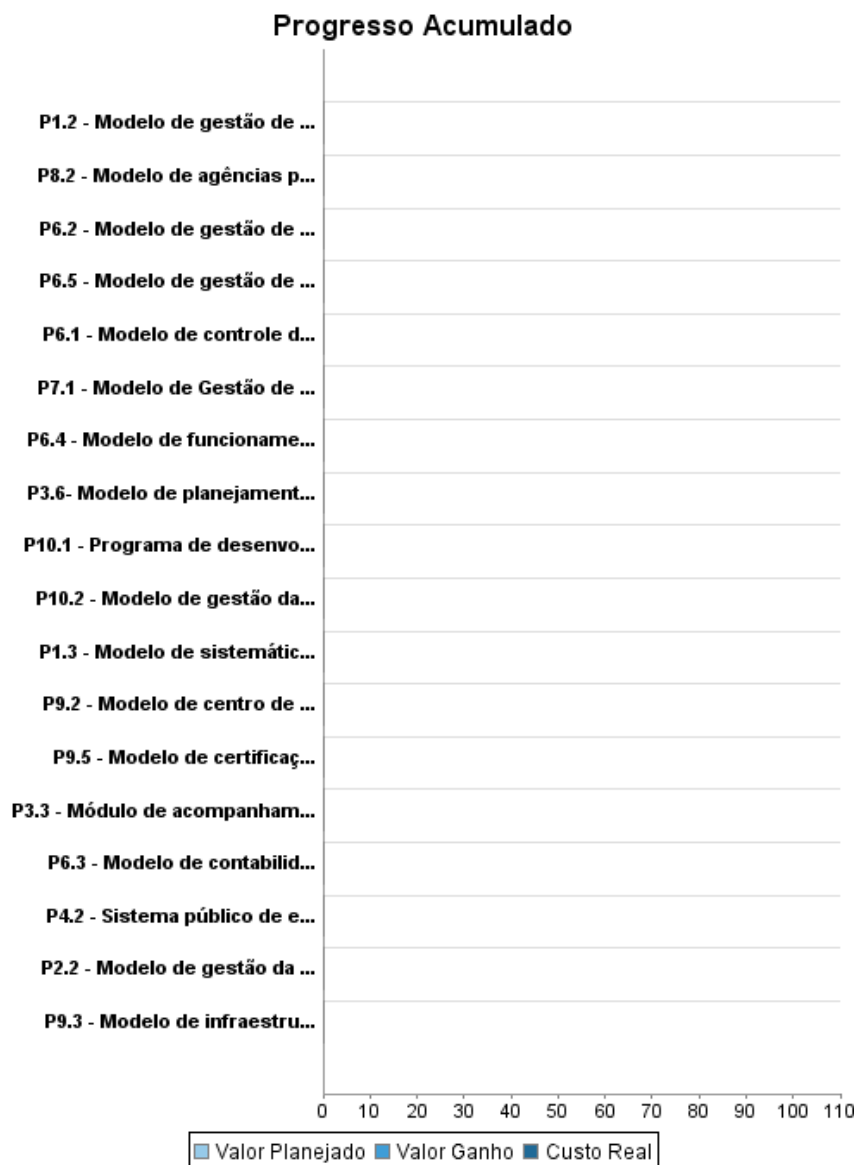 Progresso Acumulado
P1.2 - Modelo de gestão de ...
P8.2 - Modelo de agências p...
P6.2 - Modelo de gestão de ...
P6.5 - Modelo de gestão de ...
P6.1 - Modelo de controle d...
P7.1 - Modelo de Gestão de ...
P6.4 - Modelo de funcioname...
P3.6- Modelo de planejament...
P10.1 - Programa de desenvo...
P10.2 - Modelo de gestão da...
P1.3 - Modelo de sistemátic...
P9.2 - Modelo de centro de ...
P9.5 - Modelo de certificaç...
P3.3 - Módulo de acompanham...
P6.3 - Modelo de contabilid...
P4.2 - Sistema público de e...
P2.2 - Modelo de gestão da ...
P9.3 - Modelo de infraestru...
0 10 20 30 40 50 60 70 80 90 100 110
Valor Planejado Valor Ganho Custo Real